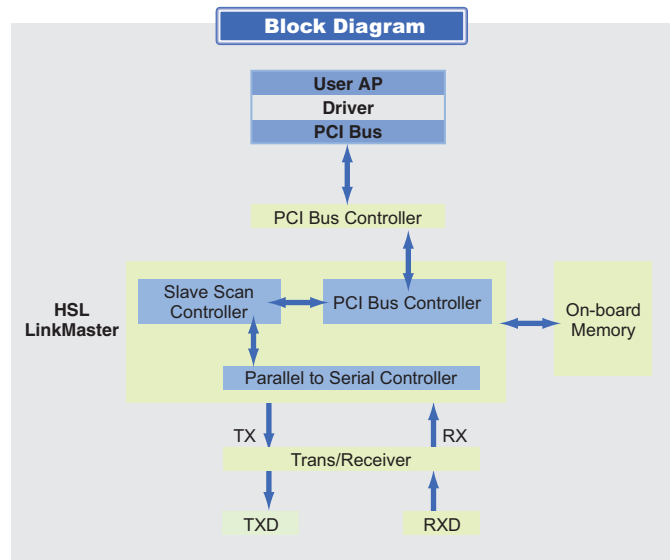 Block Diagram
User AP
Driver
PCI Bus
PCI Bus Controller
HSL
LinkMaster
Slave Scan
Controller
PCI Bus Controller
On-board
Memory
Parallel to Serial Controller
TX
RX
Trans/Receiver
TXD
RXD